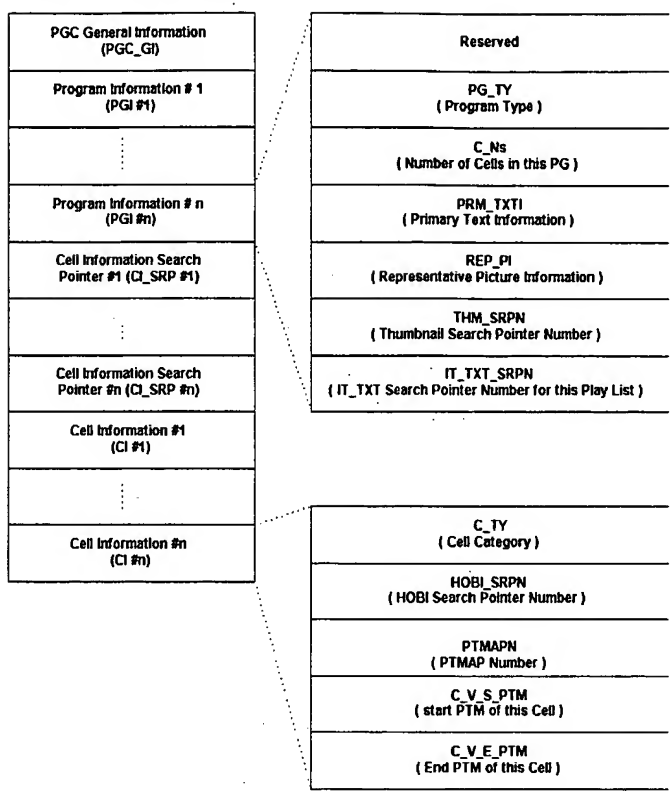 PGC General Information
(PGC_GI)
Program Information # 1
(PGI #1)
Program Information # n
(PGI #n)
Cell Information Search
Pointer #1 (CI_SRP #1)
Cell Information Search
Pointer #n (CI_SRP #n)
Cell Information #1
(CI #1)
Cell Information #n
(CI #n)
Reserved
PG_TY
( Program Type )
C_Ns
( Number of Cells in this PG )
PRM_TXTI
( Primary Text Information )
REP_PI
( Representative Picture Information )
THM_SRPN
( Thumbnail Search Pointer Number )
IT_TXT_SRPN
( IT_TXT Search Pointer Number for this Play List )
C_TY
( Cell Category )
HOBI_SRPN
( HOBI Search Pointer Number )
PTMAPN
( PTMAP Number )
C_V_S_PTM
( start PTM of this Cell )
C_V_E_PTM
( End PTM of this Cell )